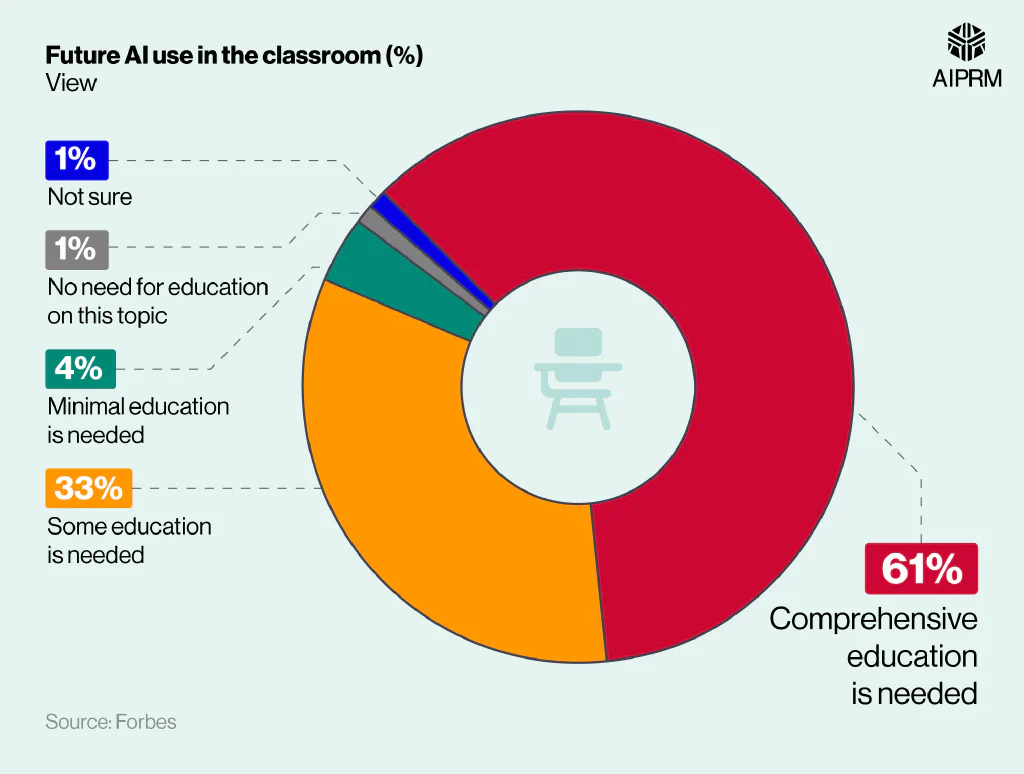 Future AI use in the classroom (%)
View
AIPRM
1%
Not sure
1%
No need for education
on this topic
4%
Minimal education
is needed
33%
Some education
is needed
61%
Comprehensive
education
is needed
Source: Forbes